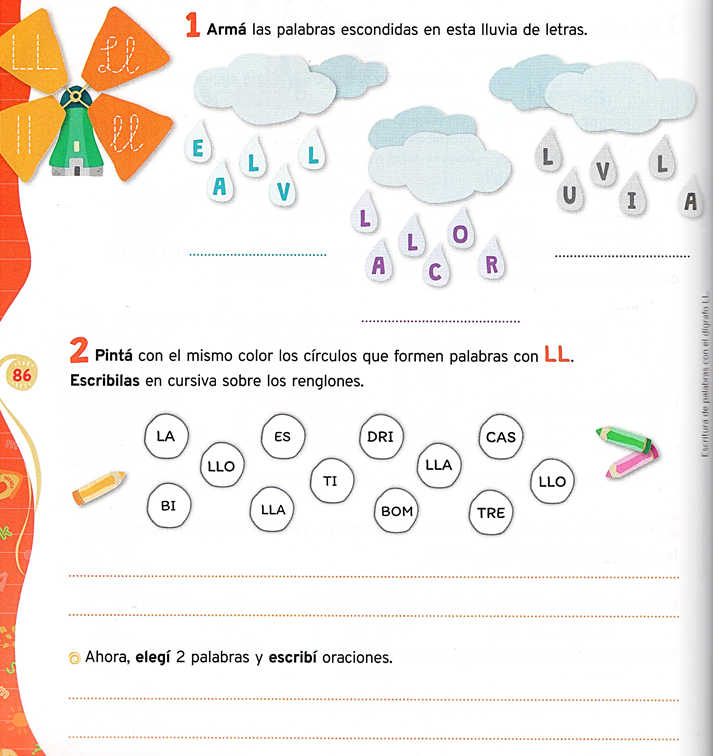 LL Ll
ll ll
1 Armá las palabras escondidas en esta lluvia de letras.
E A L V L
L A L C O R
L U V I L A
2 Pintá con el mismo color los círculos que formen palabras con LL.
Escribilas en cursiva sobre los renglones.
86
LA ES DRI CAS
LLO TI LLA LLO
BI LLA BOM TRE
Ahora, elegí 2 palabras y escribí oraciones.
Escritura de palabras con el dígrafo LL.